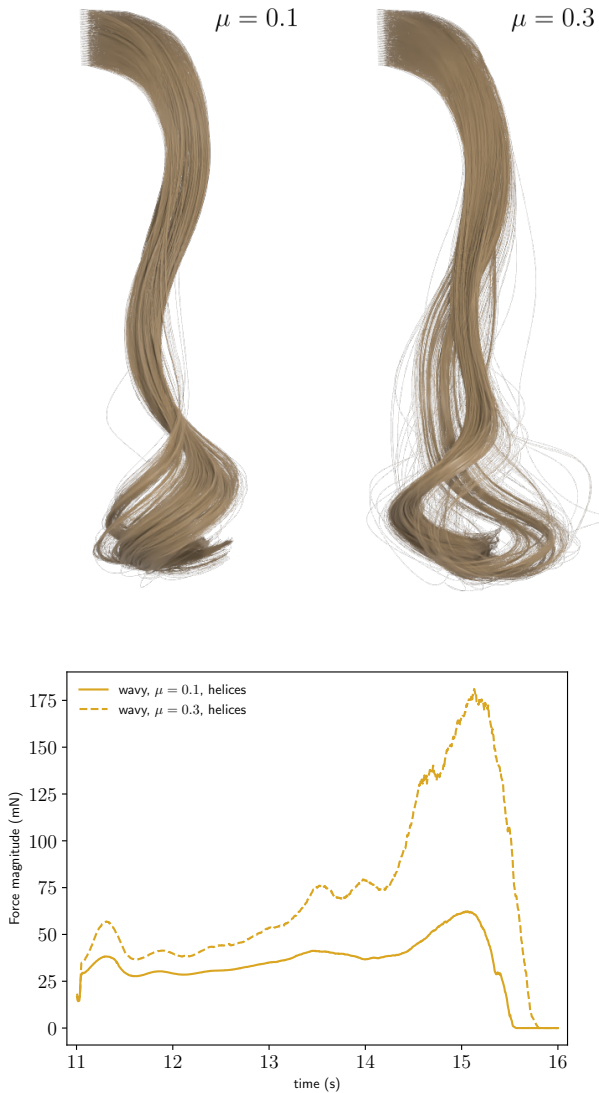 μ = 0.1
μ = 0.3
wavy, μ = 0.1, helices
wavy, μ = 0.3, helices
Force magnitude (mN)
175
150
125
100
75
50
25
0
11 12 13 14 15 16
time (s)